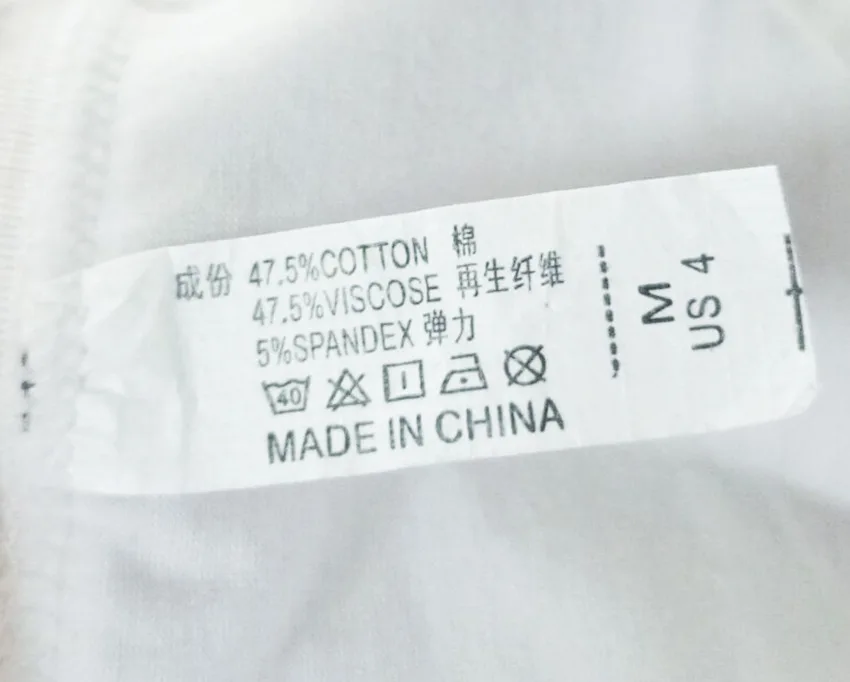 成份 47.5%COTTON 棉
47.5%VISCOSE 再生纤维
5%SPANDEX 弹力
40
MADE IN CHINA
M
US 4